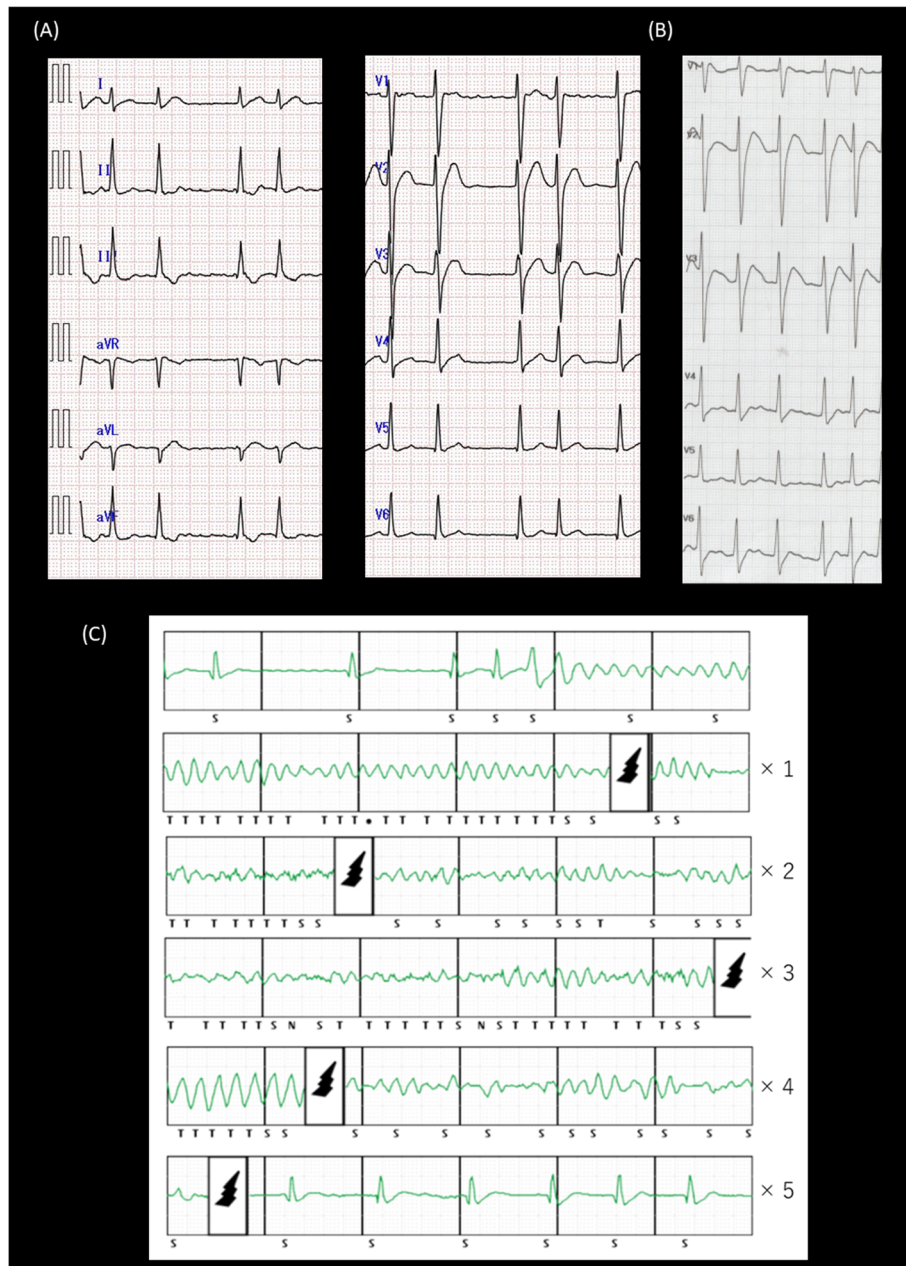 (A)
(B)
I
II
II
aVR
aVL
aVF
V1
V2
V3
V4
V5
V6
V1
V2
V3
V4
V5
V6
(C)
S S S S S S S
× 1
T T T T T T T T T T T • T T T T T T T T T T S S S S
× 2
T T T T T T T S S S S S S S S T S S S S
× 3
T T T T T S N S T T T T T T S N S T T T T T T T T S S
× 4
T T T T T S S S S S S S S S S S
× 5
S S S S S S S